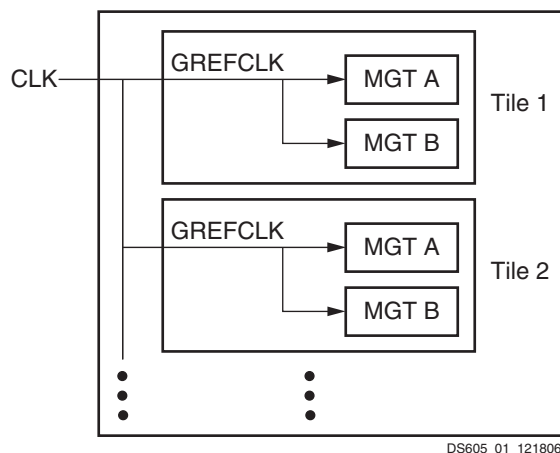 GREFCLK
MGT A
CLK
Tile 1
MGT B
GREFCLK
MGT A
Tile 2
MGT B
DS605_01_121806